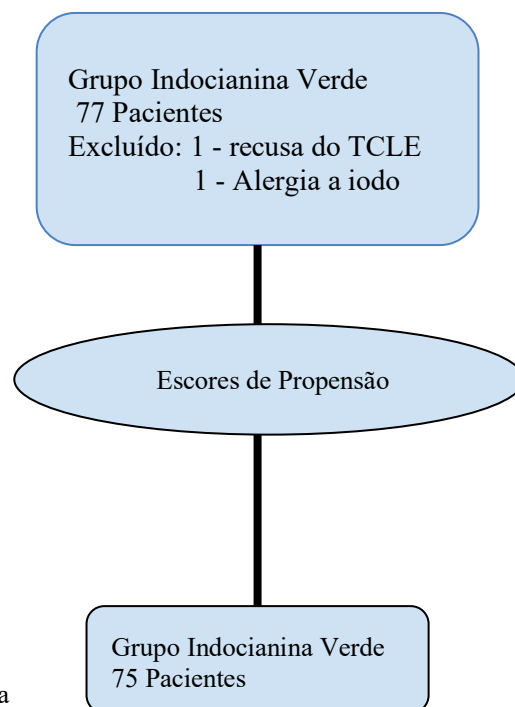 Grupo Indocianina Verde
77 Pacientes
Excluído: 1 - recusa do TCLE
1 - Alergia a iodo
Escores de Propensão
Grupo Indocianina Verde
75 Pacientes
a